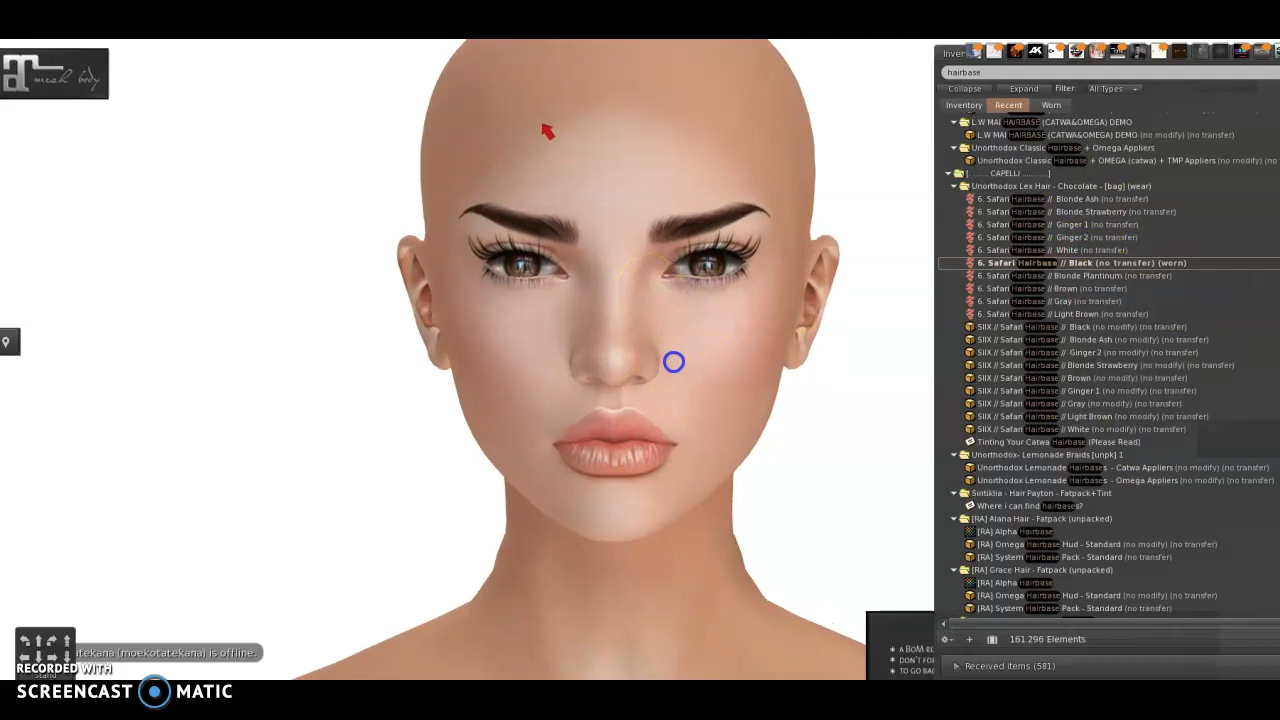 mesh body
Inver
hairbase
Collapse Expand Filter: All Types
Inventory Recent Worn
L.W MAI HAIRBASE (CATWA&OMEGA) DEMO
L.W MAI HAIRBASE (CATWA&OMEGA) DEMO (no modify) (no transfer)
Unorthodox Classic Hairbase + Omega Appliers
Unorthodox Classic Hairbase + OMEGA (catwa) + TMP Appliers (no modify) (no
[........ CAPELLI ...........]
Unorthodox Lex Hair - Chocolate - [bag] (wear)
6. Safari Hairbase // Blonde Ash (no transfer)
6. Safari Hairbase // Blonde Strawberry (no transfer)
6. Safari Hairbase // Ginger 1 (no transfer)
6. Safari Hairbase // Ginger 2 (no transfer)
6. Safari Hairbase // White (no transfer)
6. Safari Hairbase // Black (no transfer) (worn)
6. Safari Hairbase // Blonde Plantinum (no transfer)
6. Safari Hairbase // Brown (no transfer)
6. Safari Hairbase // Gray (no transfer)
6. Safari Hairbase // Light Brown (no transfer)
SIIX // Safari Hairbase // Black (no modify) (no transfer)
SIIX // Safari Hairbase // Blonde Ash (no modify) (no transfer)
SIIX // Safari Hairbase // Ginger 2 (no modify) (no transfer)
SIIX // Safari Hairbase // Blonde Strawberry (no modify) (no transfer)
SIIX // Safari Hairbase // Brown (no modify) (no transfer)
SIIX // Safari Hairbase // Ginger 1 (no modify) (no transfer)
SIIX // Safari Hairbase // Gray (no modify) (no transfer)
SIIX // Safari Hairbase // Light Brown (no modify) (no transfer)
SIIX // Safari Hairbase // White (no modify) (no transfer)
Tinting Your Catwa Hairbase (Please Read)
Unorthodox- Lemonade Braids [unpk] 1
Unorthodox Lemonade Hairbases - Catwa Appliers (no modify) (no transfer)
Unorthodox Lemonade Hairbases - Omega Appliers (no modify) (no transfer)
Sintiklia - Hair Payton - Fatpack+Tint
Where i can find hairbases?
[RA] Alana Hair - Fatpack (unpacked)
[RA] Alpha Hairbase
[RA] Omega Hairbase Hud - Standard (no modify) (no transfer)
[RA] System Hairbase Pack - Standard (no transfer)
[RA] Grace Hair - Fatpack (unpacked)
[RA] Alpha Hairbase
[RA] Omega Hairbase Hud - Standard (no modify) (no transfer)
[RA] System Hairbase Pack - Standard (no transfer)
161.296 Elements
Received items (581)
* A BOM RE
* DON'T FOR
* TO GO BAC
atekana (moekotatekana) is offline.
Stand
RECORDED WITH
SCREENCAST MATIC